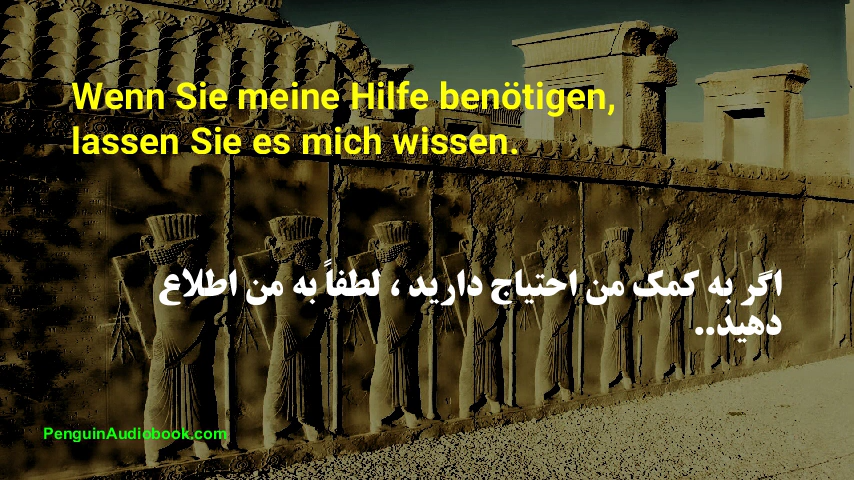 Wenn Sie meine Hilfe benötigen,
lassen Sie es mich wissen.
اگر به کمک من احتیاج دارید ، لطفاً به من اطلاع
دهید..
PenguinAudiobook.com